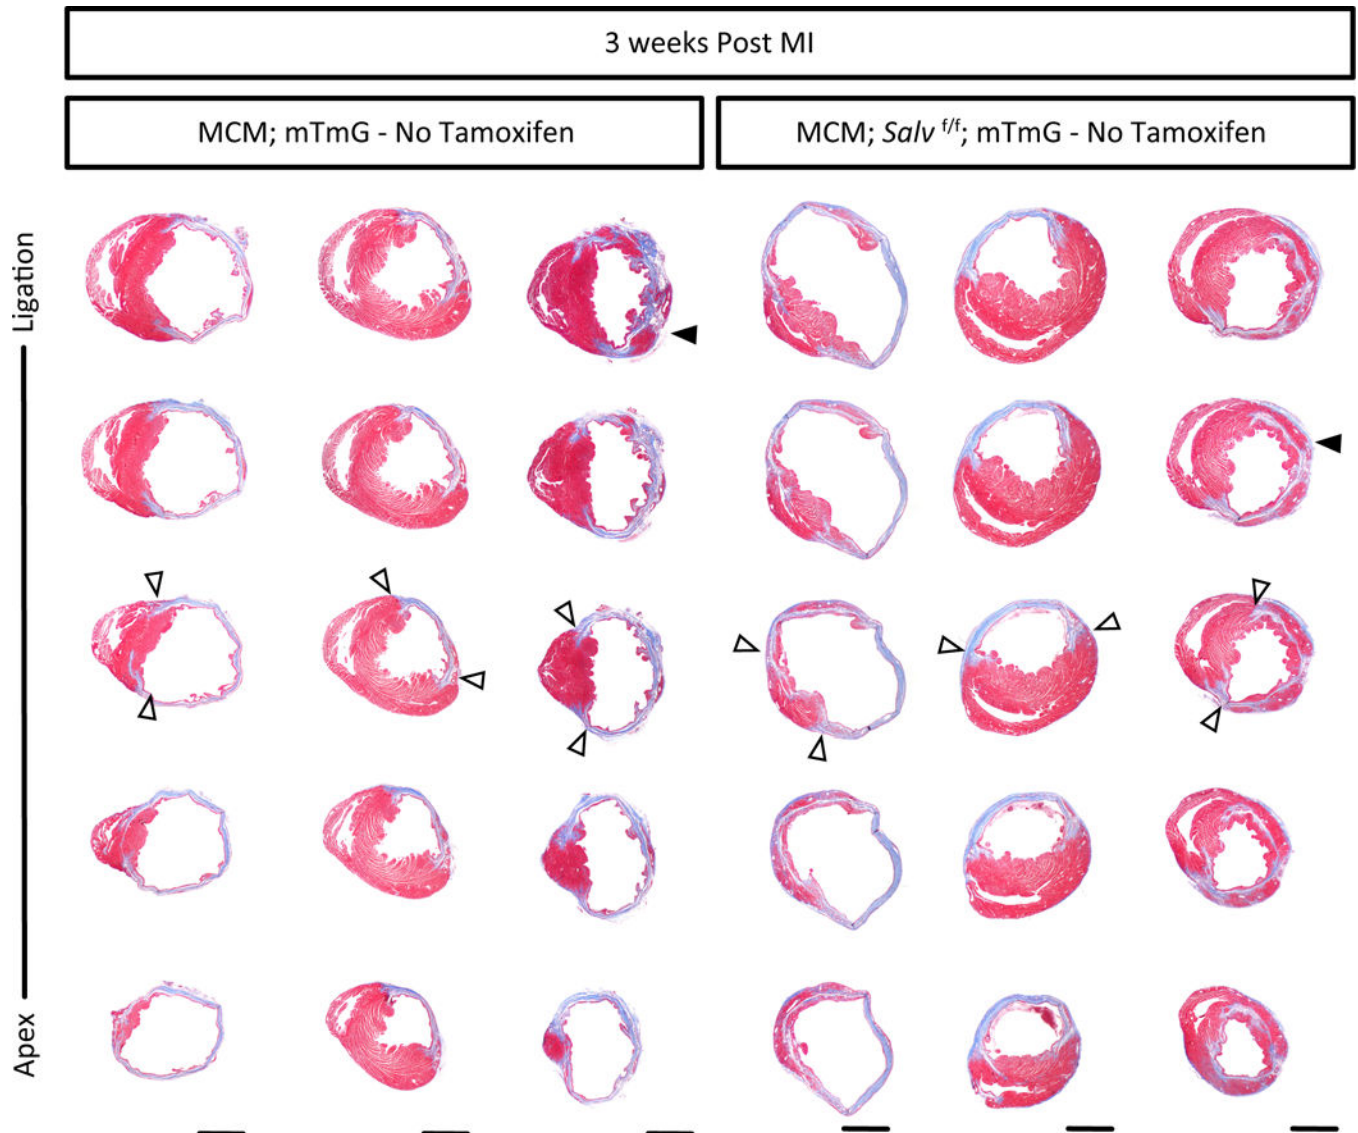 3 weeks Post MI
MCM; mTmG - No Tamoxifen
MCM; Salv f/f; mTmG - No Tamoxifen
Ligation
Apex